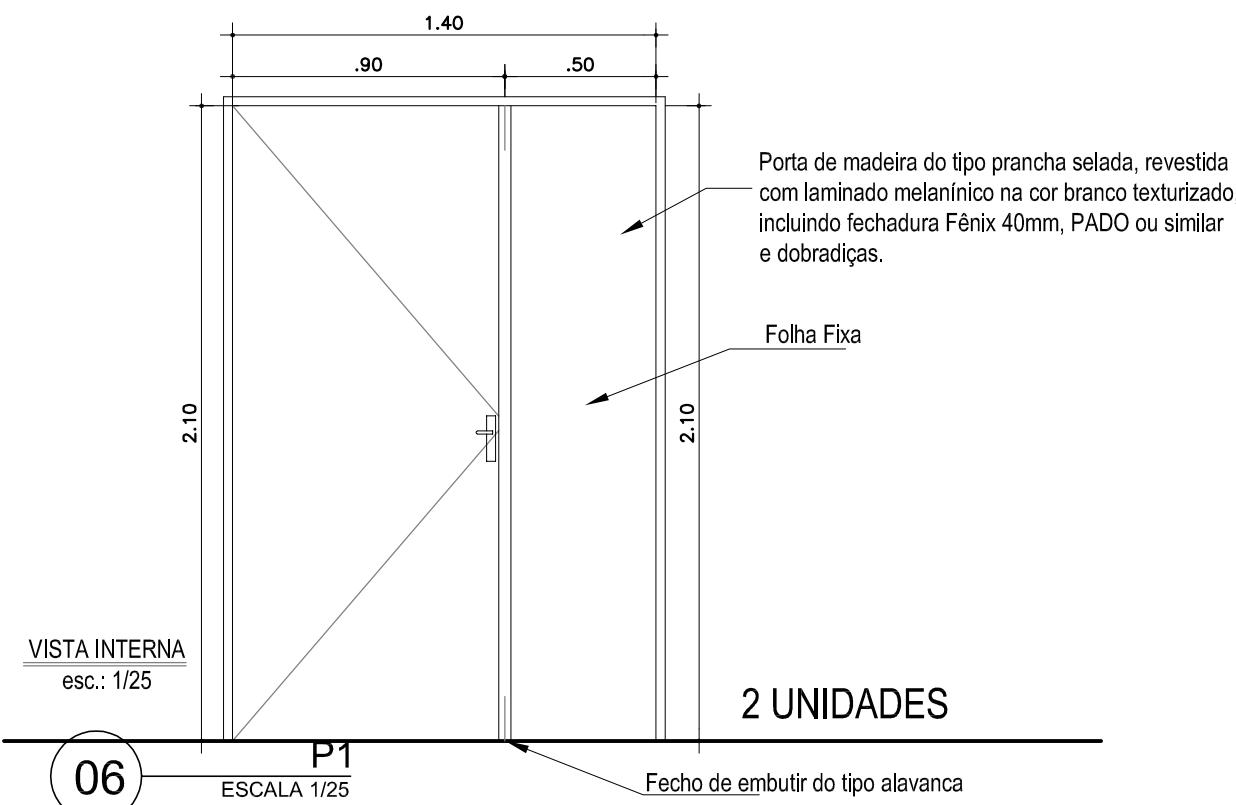 1.40
.90
.50
Porta de madeira do tipo prancha selada, revestida
com laminado melanínico na cor branco texturizado,
incluindo fechadura Fênix 40mm, PADO ou similar
e dobradiças.
Folha Fixa
2.10
2.10
VISTA INTERNA
esc.: 1/25
2 UNIDADES
06
P1
ESCALA 1/25
Fecho de embutir do tipo alavanca